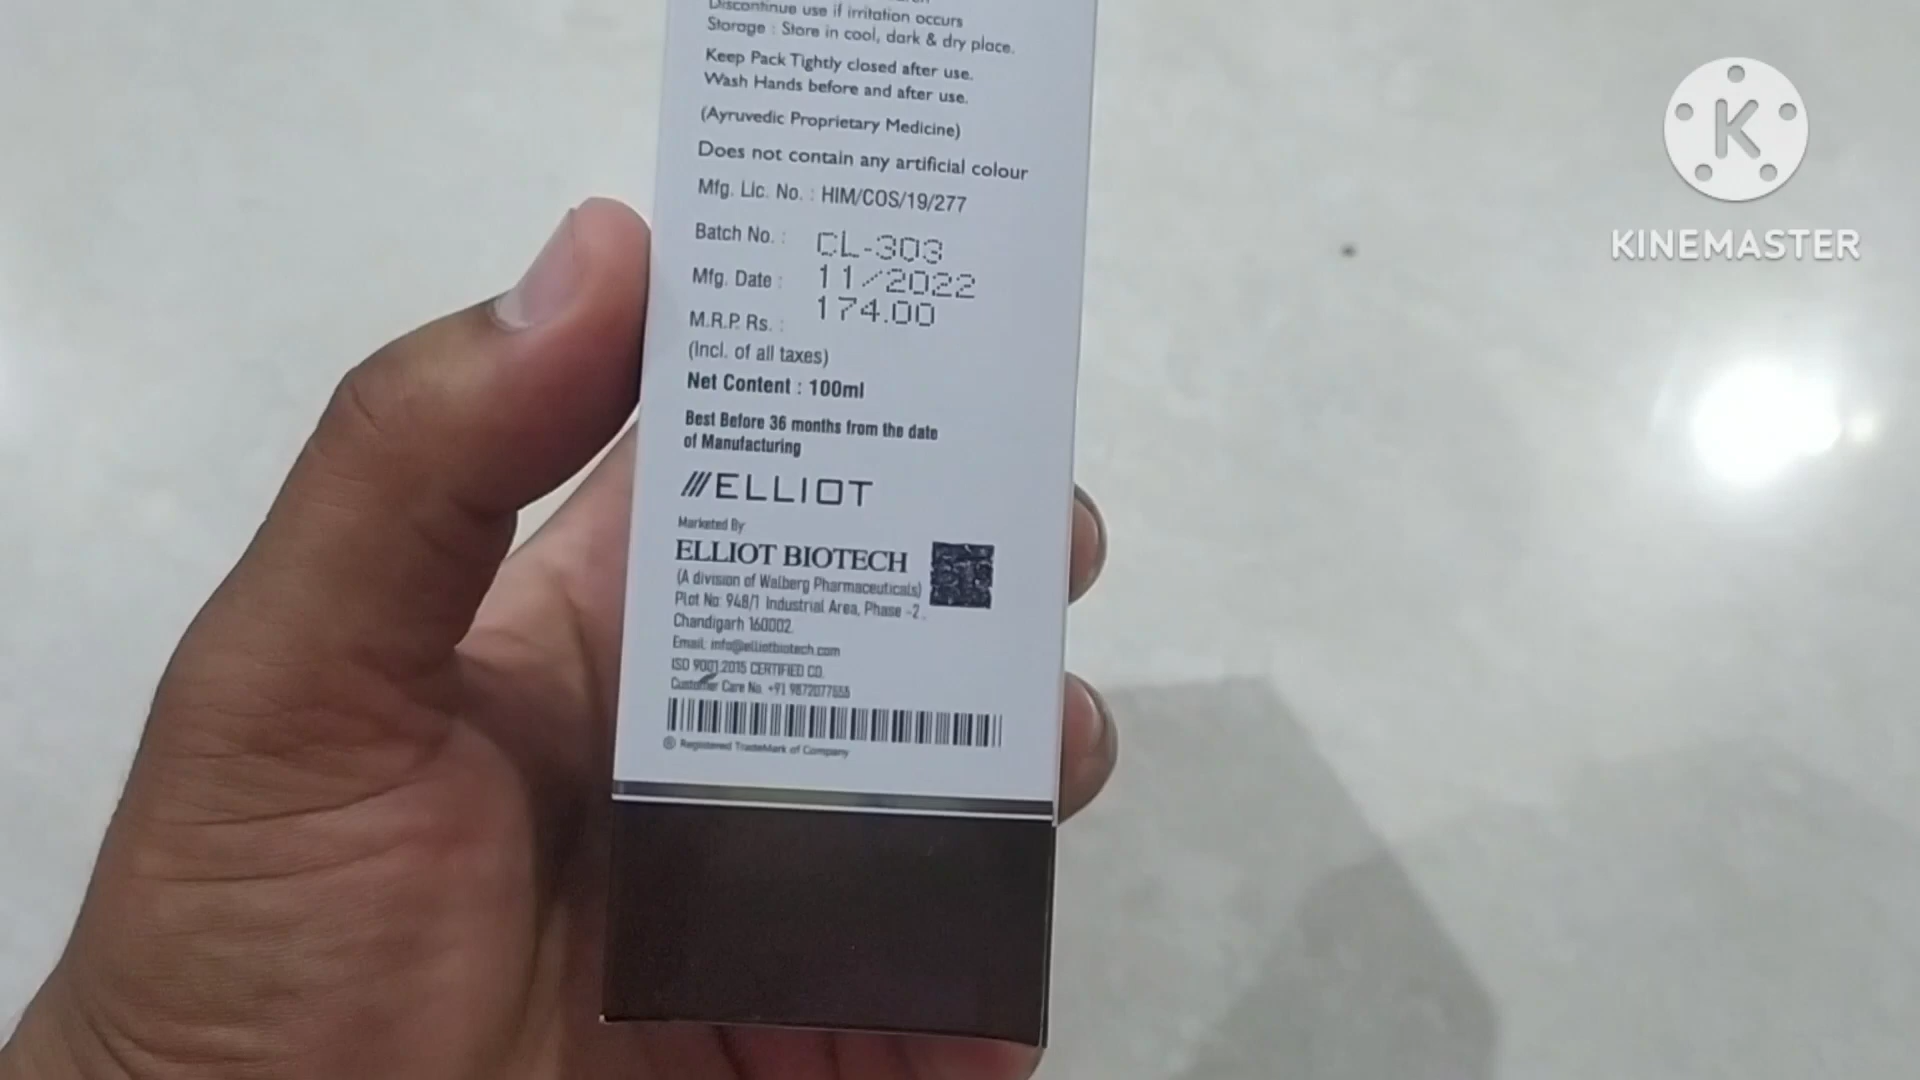 Discontinue use if irritation occurs
Storage : Store in cool, dark & dry place.
Keep Pack Tightly closed after use.
Wash Hands before and after use.
(Ayruvedic Proprietary Medicine)
Does not contain any artificial colour
Mfg. Lic. No. : HIM/COS/19/277
Batch No. : CL-303
Mfg. Date : 11/2022
M.R.P. Rs. : 174.00
(Incl. of all taxes)
Net Content : 100ml
Best Before 36 months from the date
of Manufacturing
ELLIOT
Marketed By:
ELLIOT BIOTECH
(A division of Walberg Pharmaceuticals)
Plot No: 948/1 Industrial Area, Phase -2,
Chandigarh 160002.
Email: info@elliotbiotech.com
ISO 9001:2015 CERTIFIED CO.
Customer Care No. +91
® Registered TradeMark of Company
K
KINEMASTER